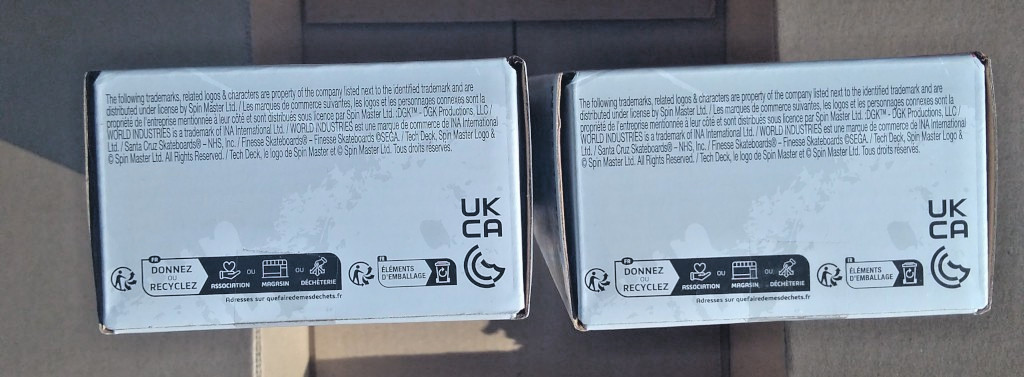 The following trademarks, related logos & characters are property of the company listed next to the identified trademark and are
distributed under license by Spin Master Ltd. / Les marques de commerce suivantes, les logos et les personnages connexes sont la
propriété de l'entreprise mentionnée à leur côté et sont distribués sous licence par Spin Master Ltd. :DGK™ - DGK Productions, LLC /
WORLD INDUSTRIES is a trademark of INA International Ltd. / WORLD INDUSTRIES est une marque de commerce de INA International
Ltd. / Santa Cruz Skateboards® – NHS, Inc. / Finesse Skateboards® – Finesse Skateboards ©SEGA. / Tech Deck, Spin Master Logo &
© Spin Master Ltd. All Rights Reserved. / Tech Deck, le logo de Spin Master et © Spin Master Ltd. Tous droits réservés.
UK
CA
FR
DONNEZ
OU
RECYCLEZ
ASSOCIATION
OU
MAGASIN
OU
DÉCHÈTERIE
Adresses sur quefairedemesdechets.fr
FR
ÉLÉMENTS
D'EMBALLAGE
The following trademarks, related logos & characters are property of the company listed next to the identified trademark and are
distributed under license by Spin Master Ltd. / Les marques de commerce suivantes, les logos et les personnages connexes sont la
propriété de l'entreprise mentionnée à leur côté et sont distribués sous licence par Spin Master Ltd. :DGK™ - DGK Productions, LLC/
WORLD INDUSTRIES is a trademark of INA International Ltd. / WORLD INDUSTRIES est une marque de commerce de INA International
Ltd. / Santa Cruz Skateboards® – NHS, Inc. / Finesse Skateboards® – Finesse Skateboards ©SEGA. / Tech Deck, Spin Master Logo &
© Spin Master Ltd. All Rights Reserved. / Tech Deck, le logo de Spin Master et © Spin Master Ltd. Tous droits réservés.
UK
CA
FR
DONNEZ
OU
RECYCLEZ
ASSOCIATION
OU
MAGASIN
OU
DÉCHÈTERIE
Adresses sur quefairedemesdechets.fr
FR
ÉLÉMENTS
D'EMBALLAGE